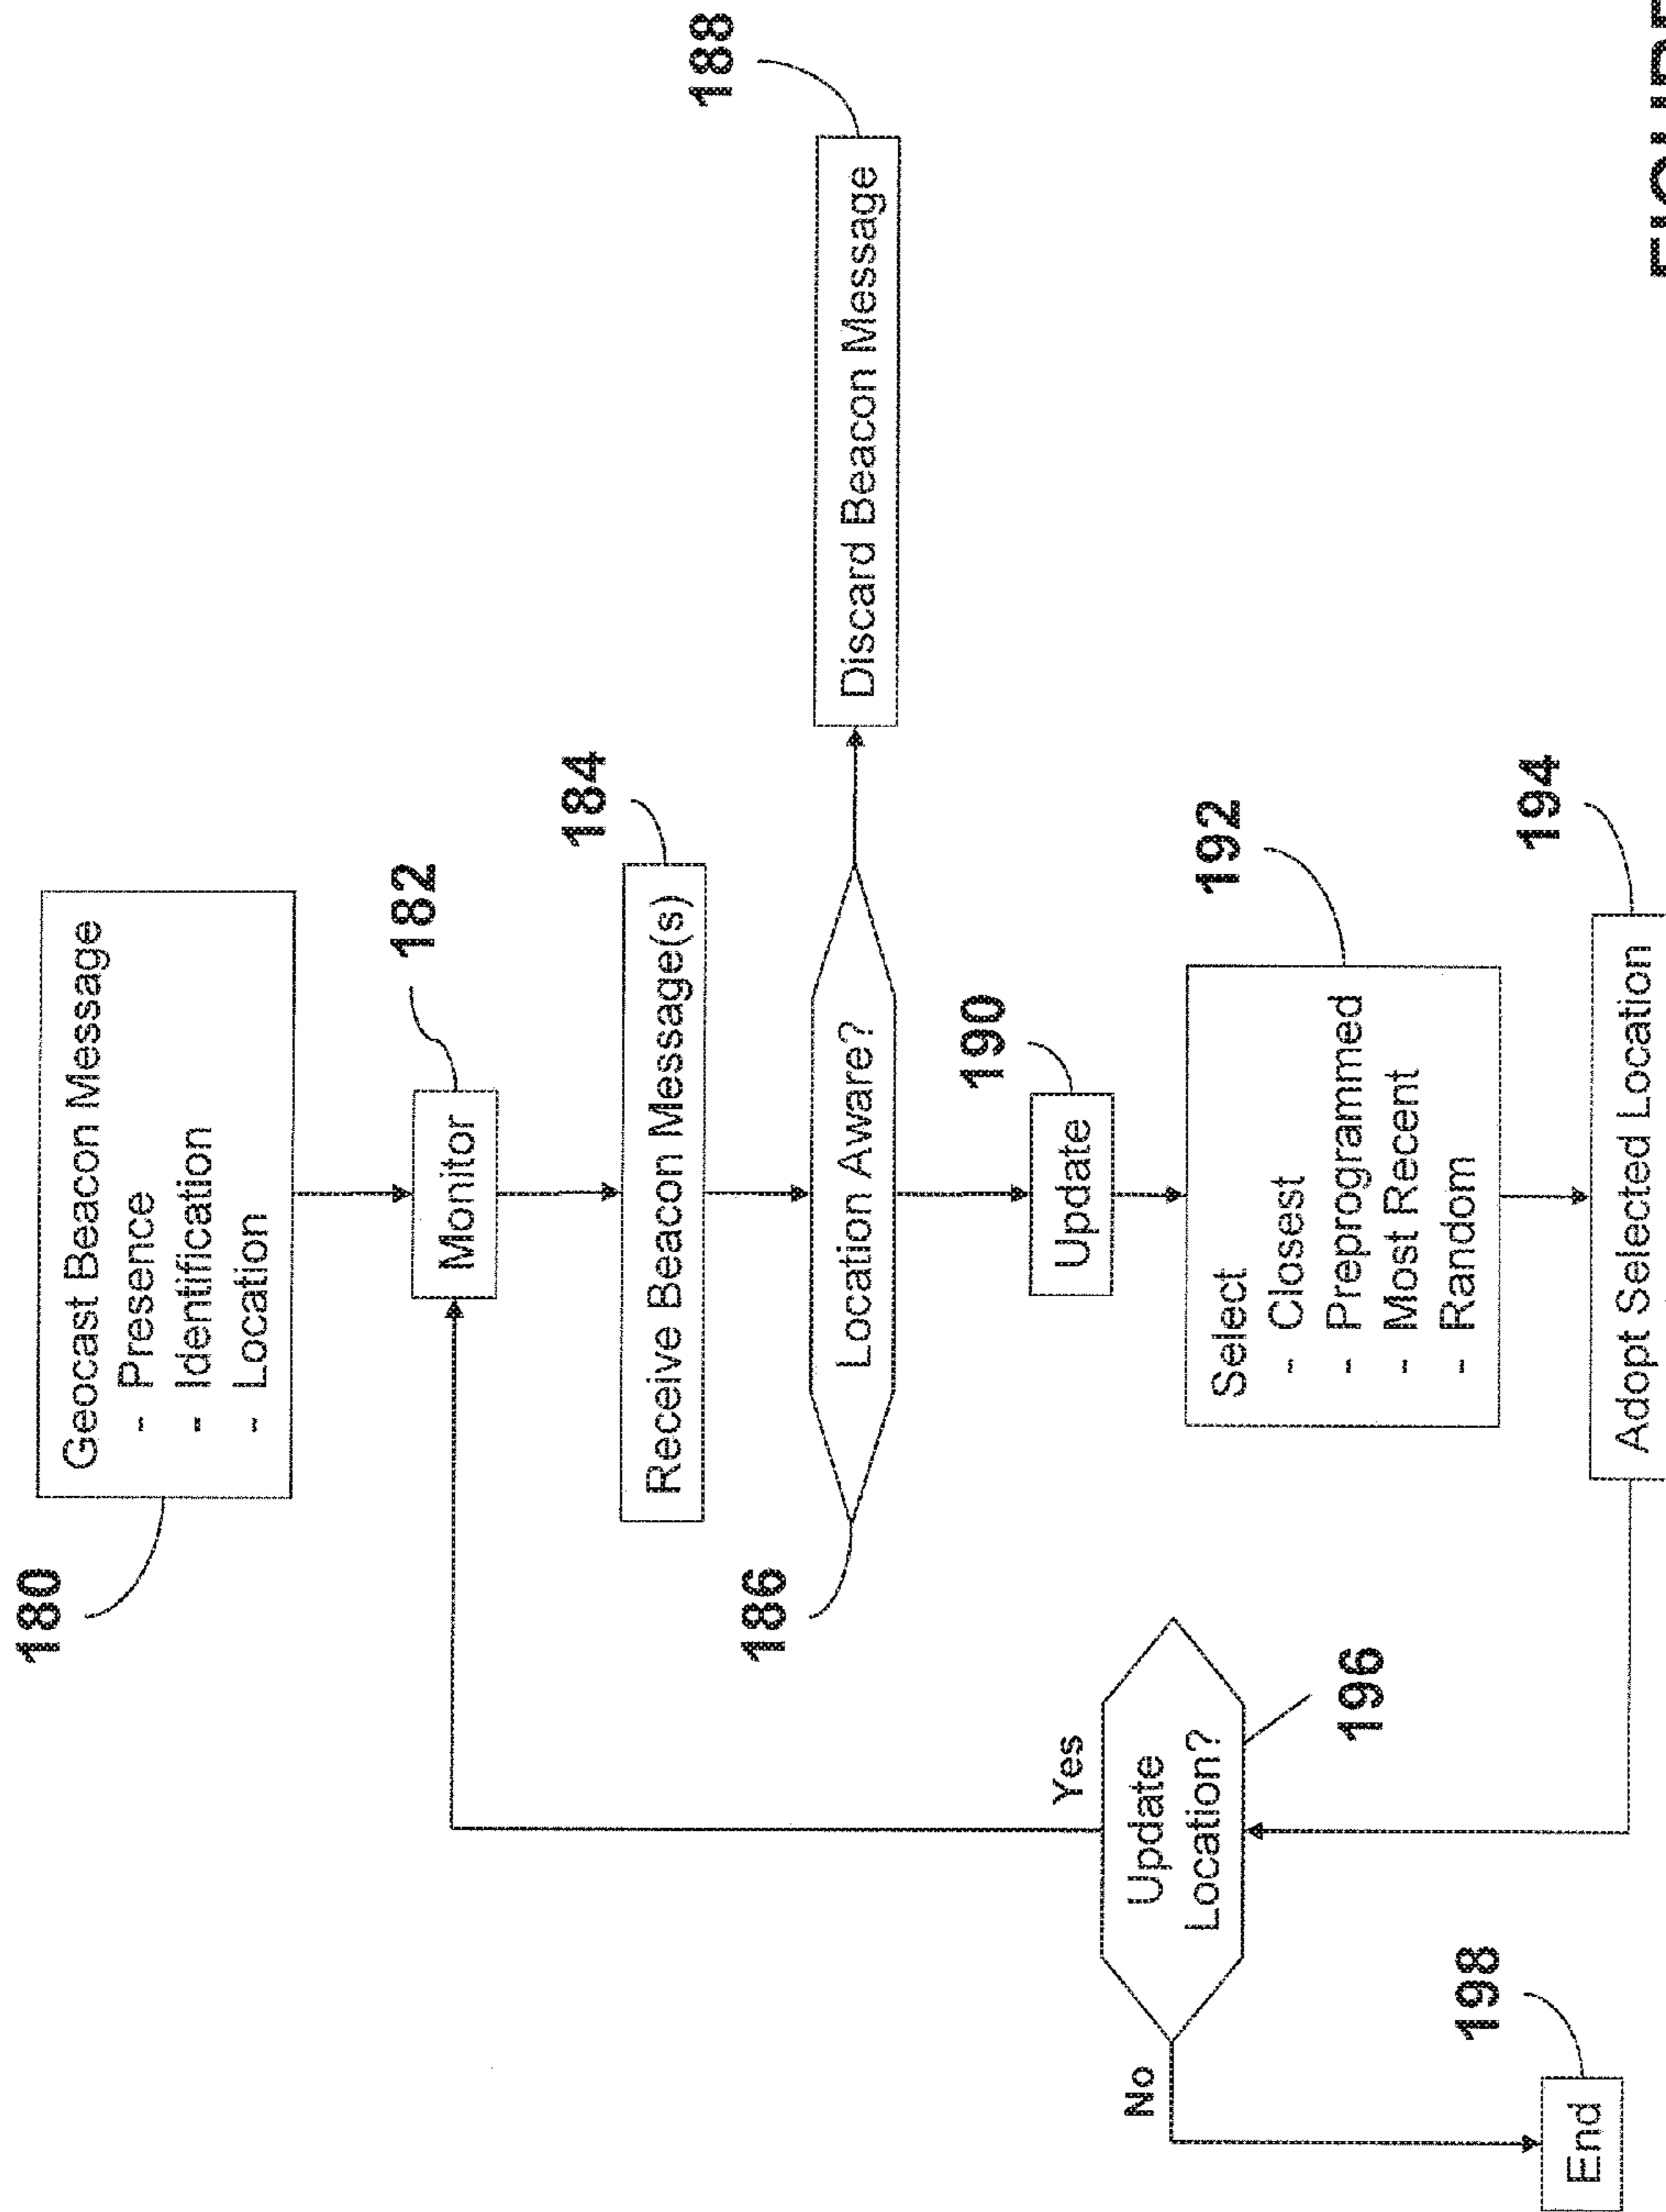 180
Geocast Beacon Message
- Presence
- Identification
- Location
182
Monitor
184
Receive Beacon Message(s)
186
Location Aware?
188
Discard Beacon Message
190
Update
192
Select
- Closest
- Preprogrammed
- Most Recent
- Random
194
Adopt Selected Location
196
Update
Location?
Yes
No
198
End